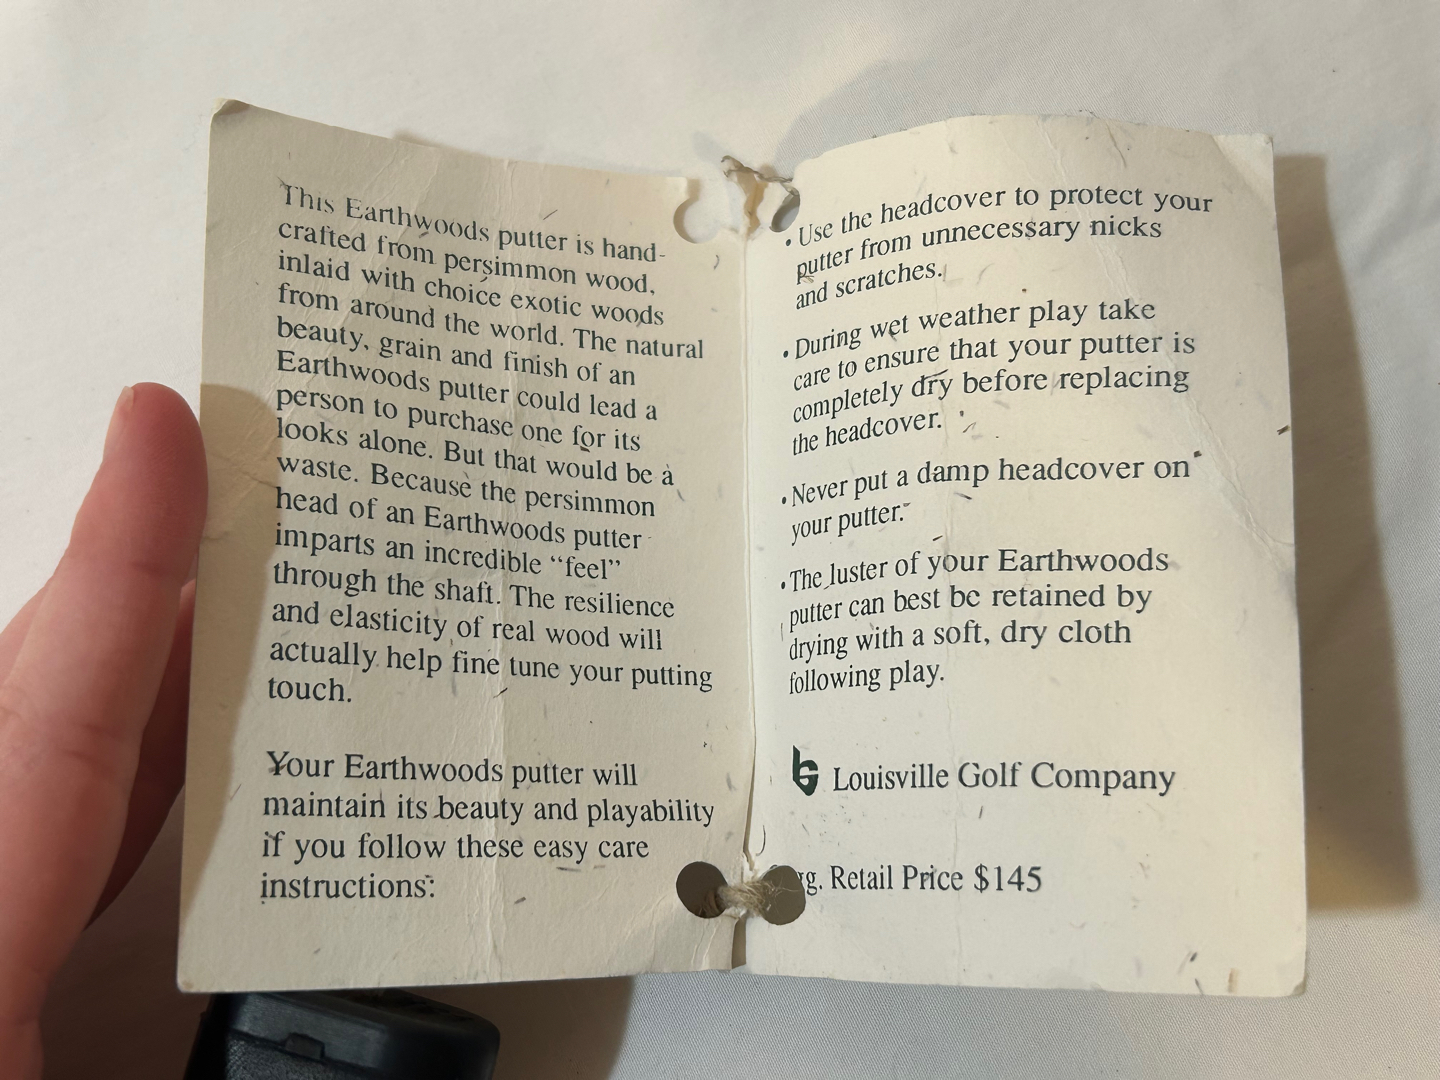 This Earthwoods putter is hand-
crafted from persimmon wood,
inlaid with choice exotic woods
from around the world. The natural
beauty, grain and finish of an
Earthwoods putter could lead a
person to purchase one for its
looks alone. But that would be a
waste. Because the persimmon
head of an Earthwoods putter
imparts an incredible “feel”
through the shaft. The resilience
and elasticity of real wood will
actually help fine tune your putting
touch.
Your Earthwoods putter will
maintain its beauty and playability
if you follow these easy care
instructions:
• Use the headcover to protect your
putter from unnecessary nicks
and scratches.
• During wet weather play take
care to ensure that your putter is
completely dry before replacing
the headcover.
• Never put a damp headcover on
your putter.
• The luster of your Earthwoods
putter can best be retained by
drying with a soft, dry cloth
following play.
Louisville Golf Company
Retail Price $145